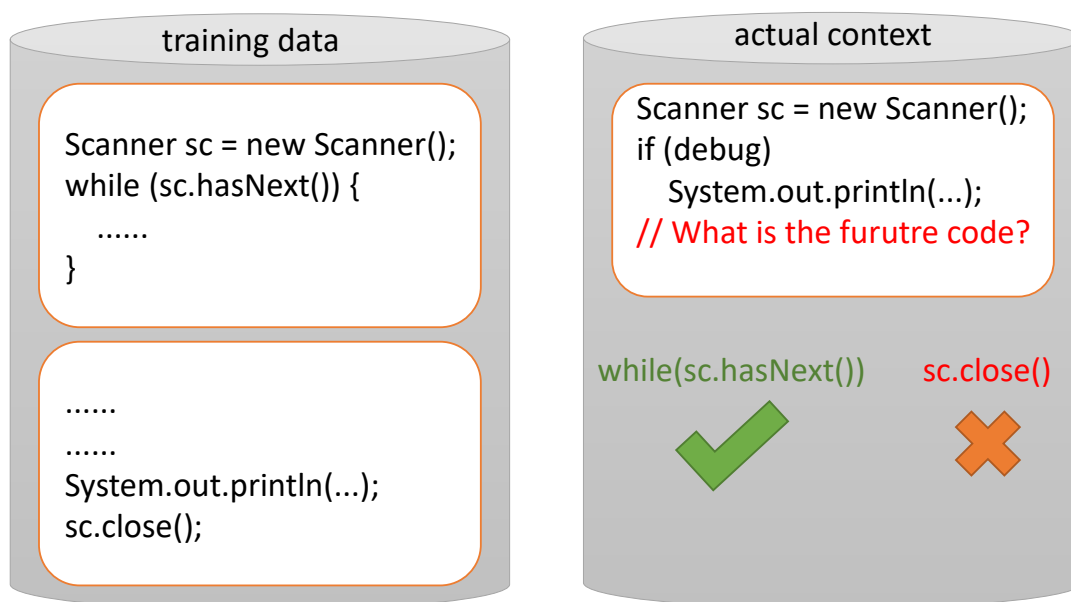 training data
Scanner sc = new Scanner();
while (sc.hasNext()) {
......
}
......
......
System.out.println(...);
sc.close();
actual context
Scanner sc = new Scanner();
if (debug)
System.out.println(...);
// What is the furutre code?
while(sc.hasNext())
sc.close()